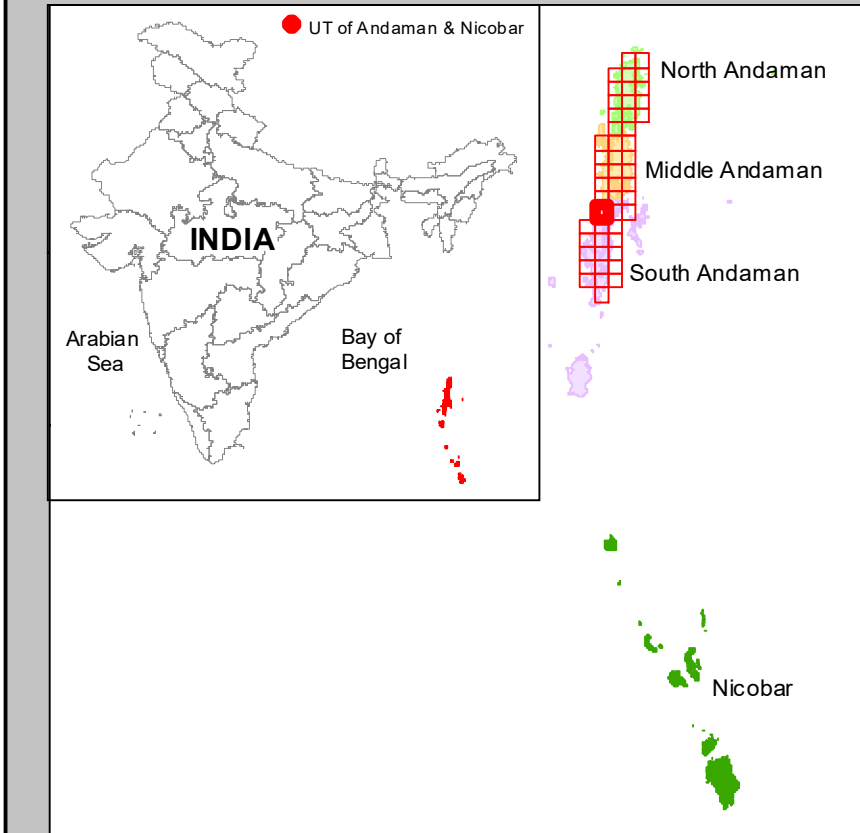 UT of Andaman & Nicobar
North Andaman
Middle Andaman
INDIA
South Andaman
Arabian
Sea
Bay of
Bengal
Nicobar